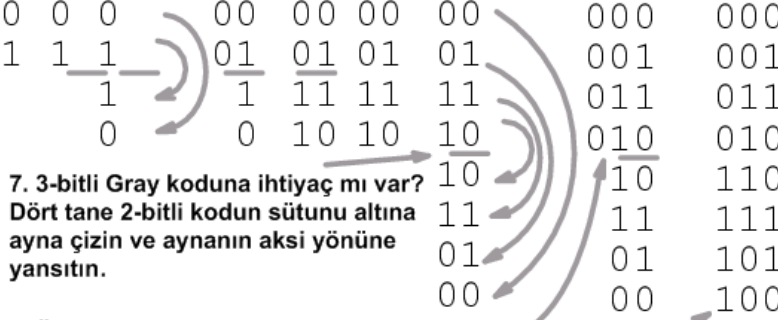 0 0 0 00 00 00 00 000 000
1 1 1 01 01 01 01 001 001
1 1 11 11 11 011 011
0 0 10 10 10 010 010
7. 3-bitli Gray koduna ihtiyaç mı var? 10 10 110
Dört tane 2-bitli kodun sütunu altına 11 11 111
ayna çizin ve aynanın aksi yönüne 01 01 101
yansıtın. 00 00 100